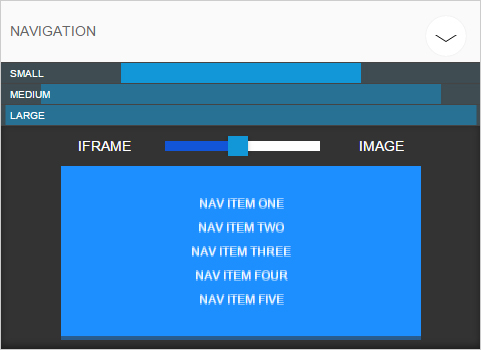 NAVIGATION
SMALL
MEDIUM
LARGE
IFRAME IMAGE
NAV ITEM ONE
NAV ITEM TWO
NAV ITEM THREE
NAV ITEM FOUR
NAV ITEM FIVE